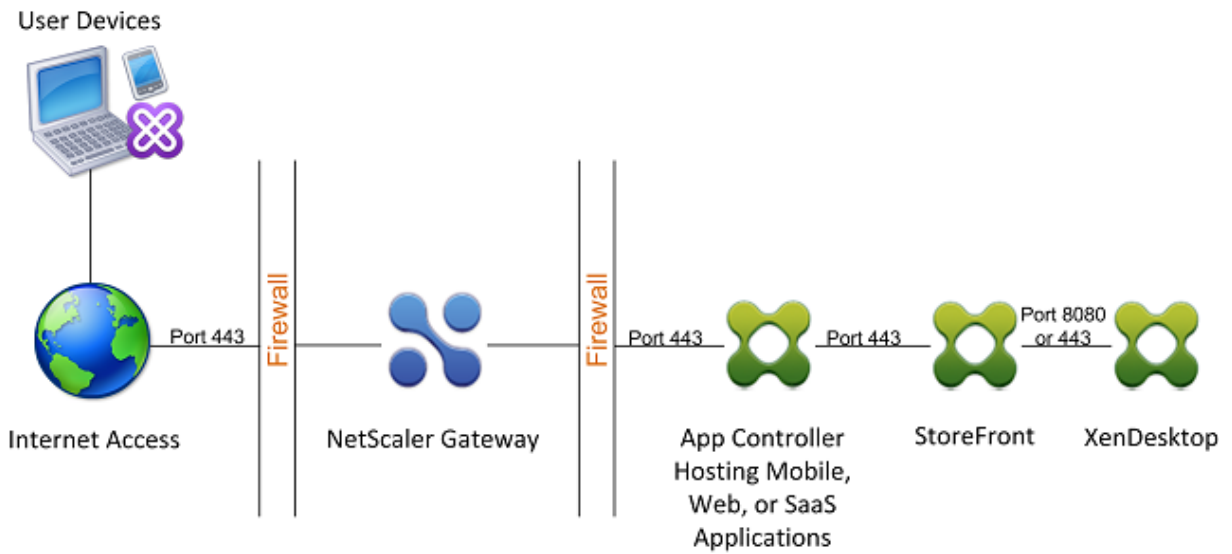 User Devices
Port 443
Firewall
Firewall
Port 443
Port 443
Port 8080
or 443
Internet Access
NetScaler Gateway
App Controller
Hosting Mobile,
Web, or SaaS
Applications
StoreFront
XenDesktop